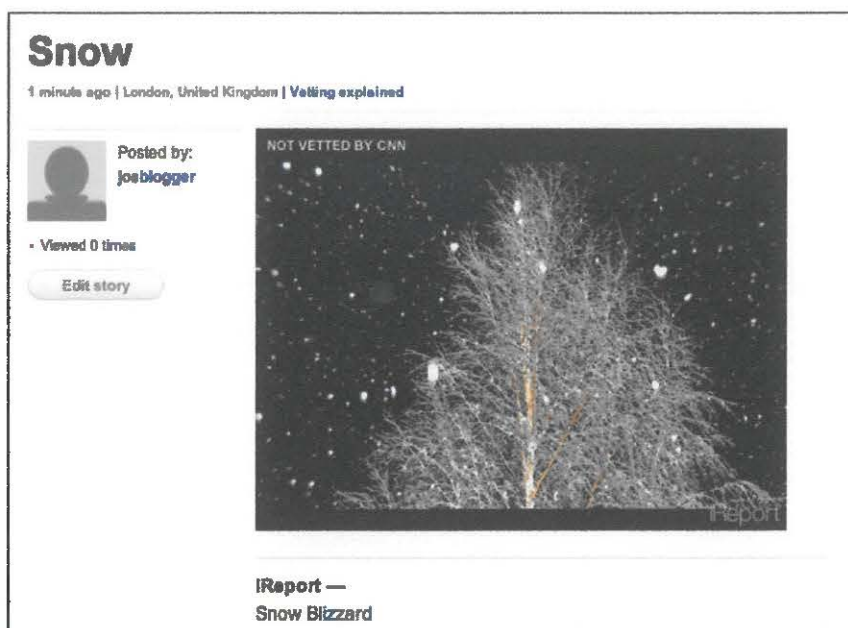 Snow
1 minute ago | London, United Kingdom | Vetting explained
Posted by:
joeblogger
• Viewed 0 times
Edit story
NOT VETTED BY CNN
iReport
iReport —
Snow Blizzard